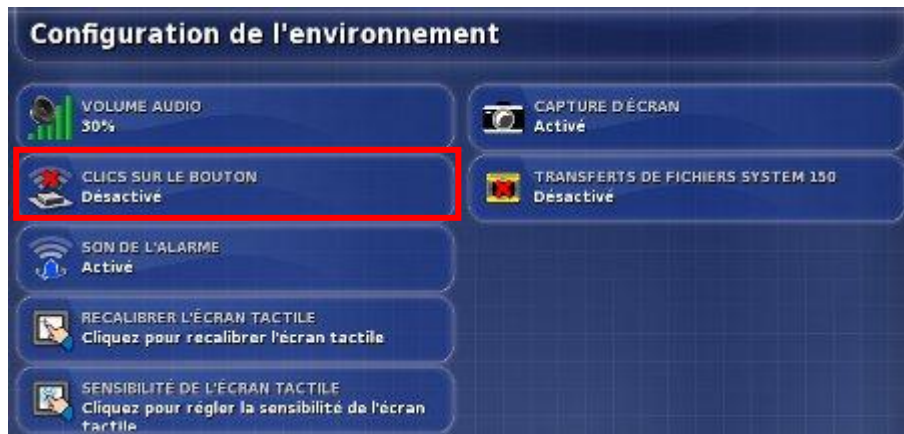 Configuration de l'environnement
VOLUME AUDIO
30%
CLICS SUR LE BOUTON
Désactivé
SON DE L'ALARME
Activé
RECALIBRER L'ÉCRAN TACTILE
Cliquez pour recalibrer l'écran tactile
SENSIBILITÉ DE L'ÉCRAN TACTILE
Cliquez pour régler la sensibilité de l'écran
tactile
CAPTURE D'ÉCRAN
Activé
TRANSFERTS DE FICHIERS SYSTEM 150
Désactivé